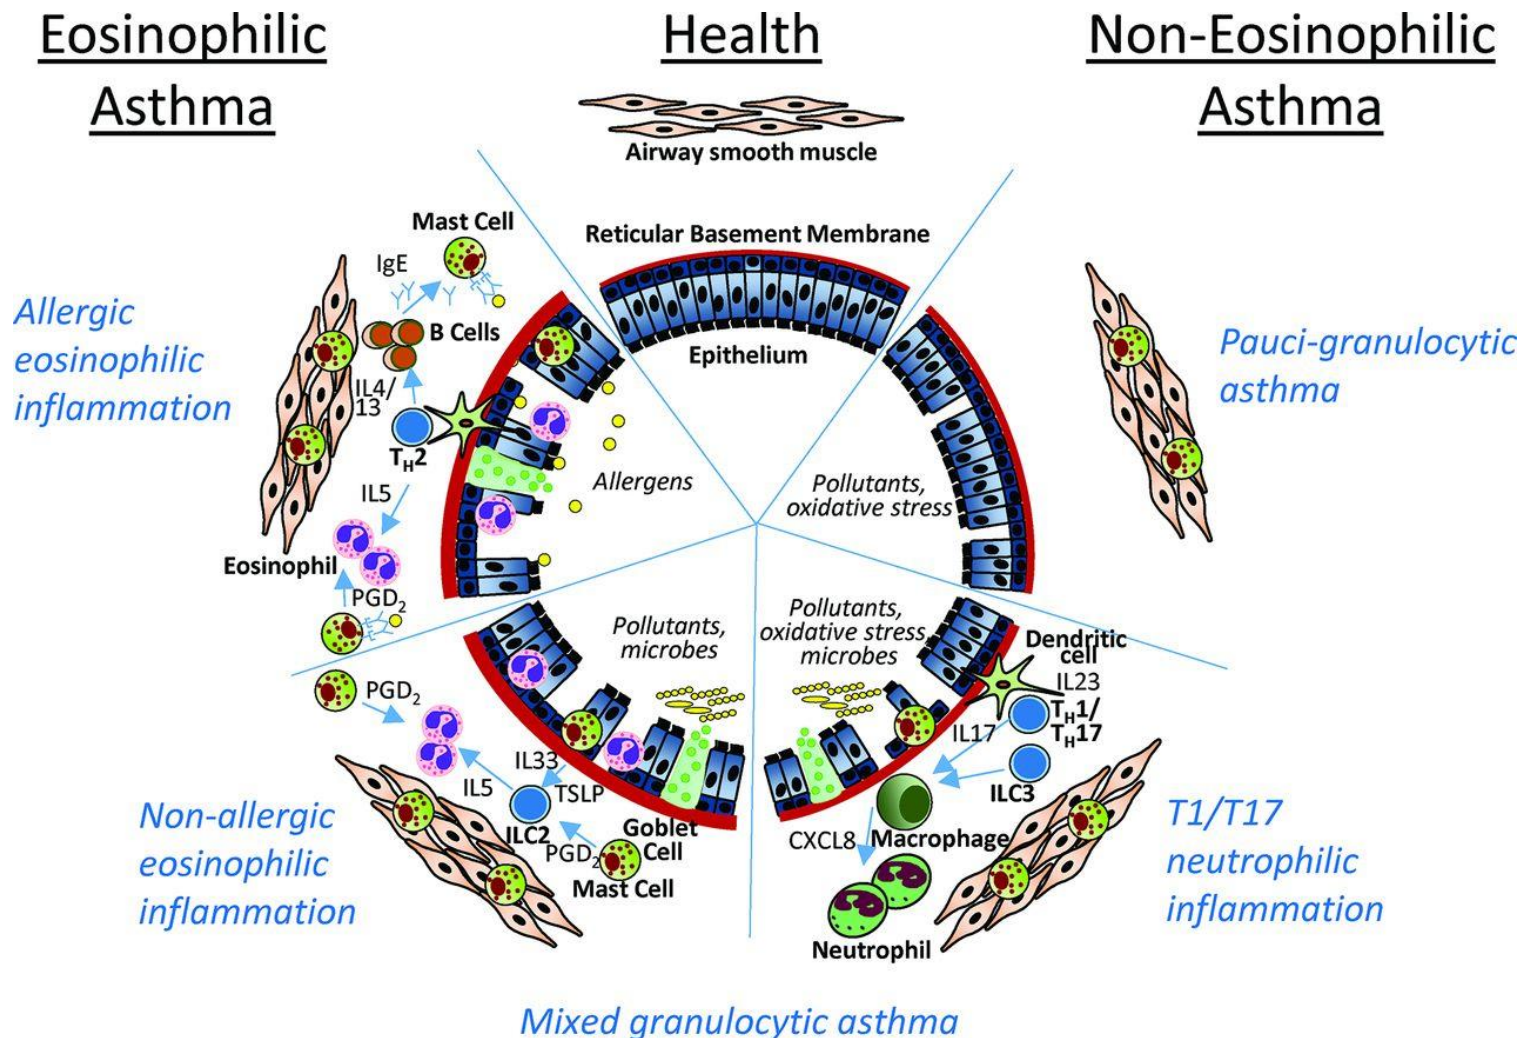 Eosinophilic
Asthma
Health
Non-Eosinophilic
Asthma
Airway smooth muscle
Reticular Basement Membrane
Epithelium
Mast Cell
IgE
B Cells
Allergic
eosinophilic
inflammation
IL4/
13
TH2
IL5
Eosinophil
PGD2
Allergens
Pollutants,
oxidative stress
Pauci-granulocytic
asthma
Pollutants,
microbes
Pollutants,
oxidative stress,
microbes
Dendritic
cell
IL23
TH1/
TH17
IL17
ILC3
Macrophage
CXCL8
Neutrophil
T1/T17
neutrophilic
inflammation
PGD2
IL33
TSLP
IL5
ILC2
PGD2
Goblet
Cell
Mast Cell
Non-allergic
eosinophilic
inflammation
Mixed granulocytic asthma